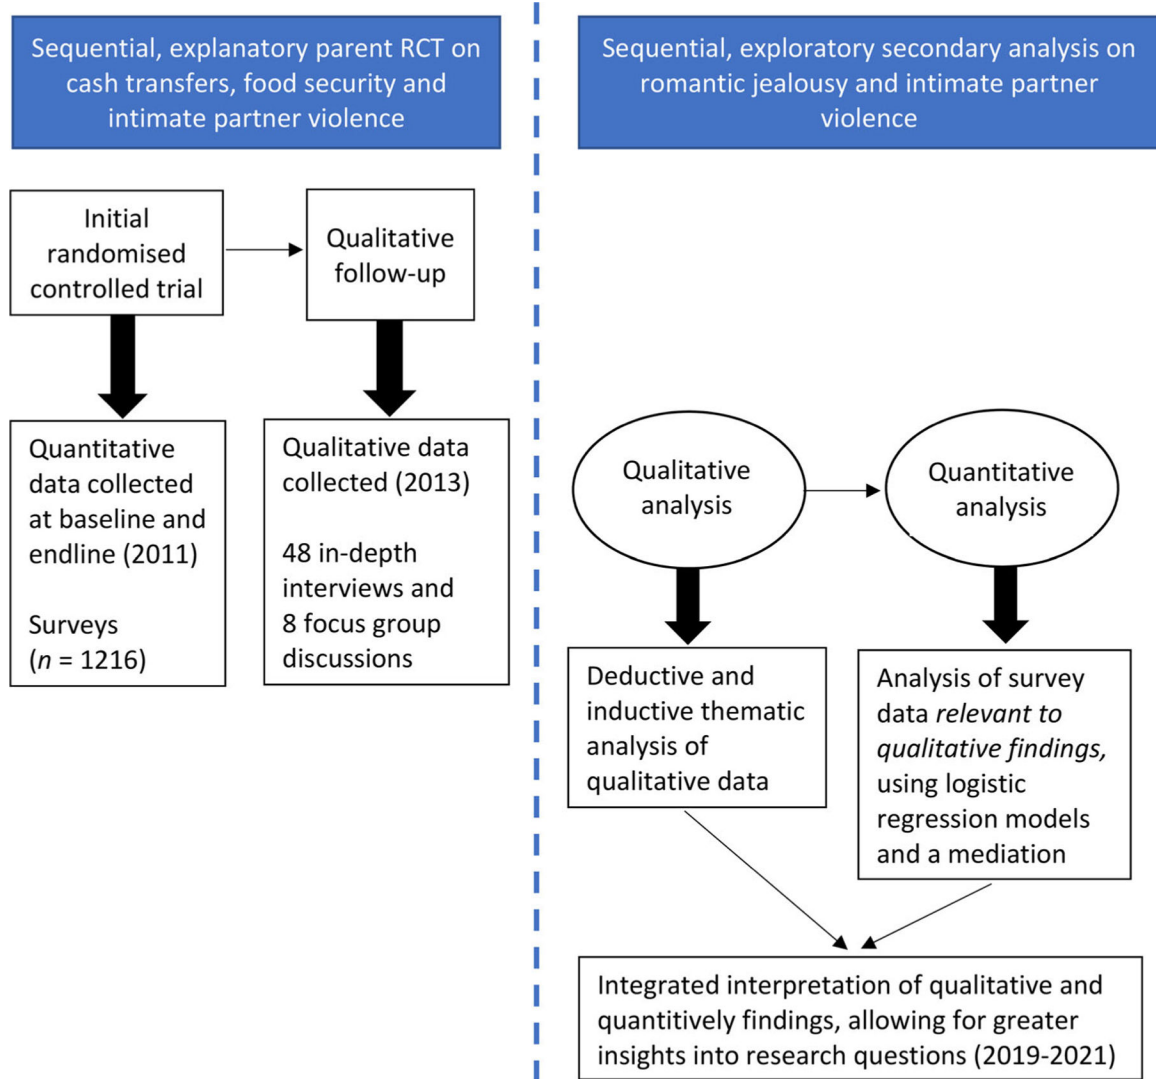 Sequential, explanatory parent RCT on
cash transfers, food security and
intimate partner violence
Initial
randomised
controlled trial
Qualitative
follow-up
Quantitative
data collected
at baseline and
endline (2011)
Surveys
(n = 1216)
Qualitative data
collected (2013)
48 in-depth
interviews and
8 focus group
discussions
Sequential, exploratory secondary analysis on
romantic jealousy and intimate partner
violence
Qualitative
analysis
Quantitative
analysis
Deductive and
inductive thematic
analysis of
qualitative data
Analysis of survey
data relevant to
qualitative findings,
using logistic
regression models
and a mediation
Integrated interpretation of qualitative and
quantitively findings, allowing for greater
insights into research questions (2019-2021)